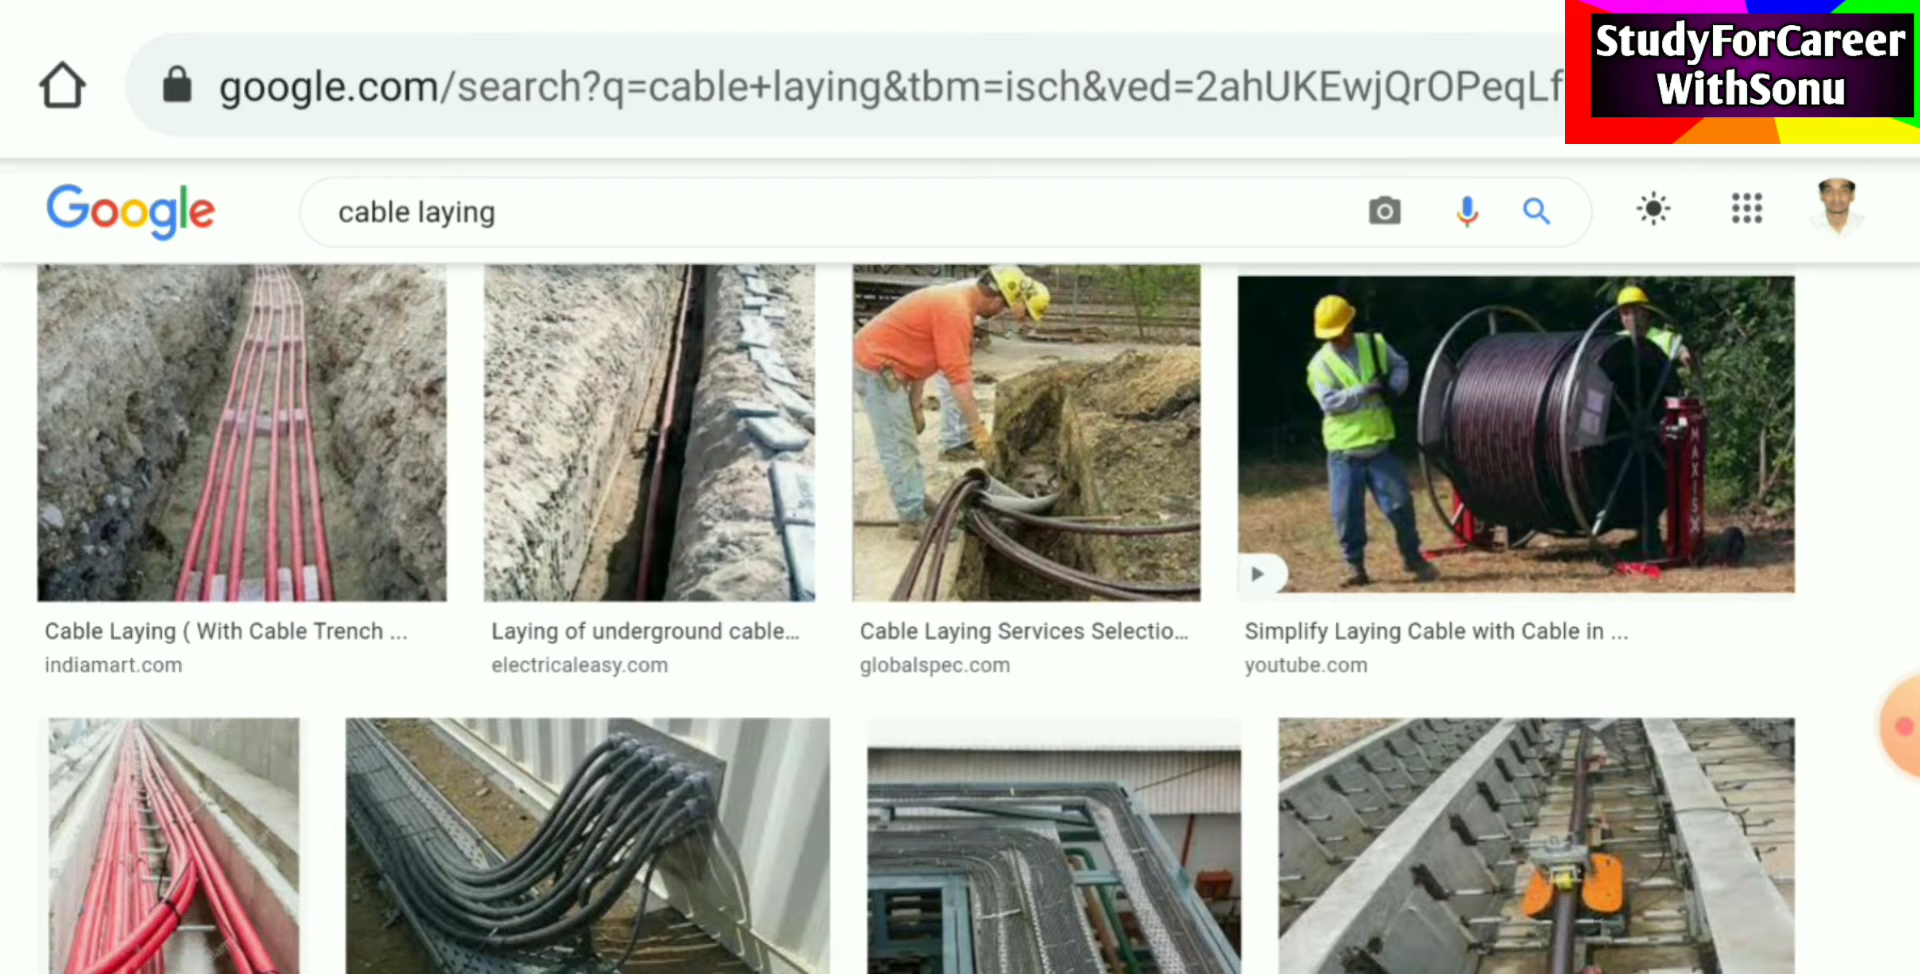 StudyForCareer
WithSonu
google.com/search?q=cable+laying&tbm=isch&ved=2ahUKEwjQrOPeqLf
Google
cable laying
MAXIS
Cable Laying ( With Cable Trench ...
indiamart.com
Laying of underground cable...
electricaleasy.com
Cable Laying Services Selectio...
globalspec.com
Simplify Laying Cable with Cable in ...
youtube.com